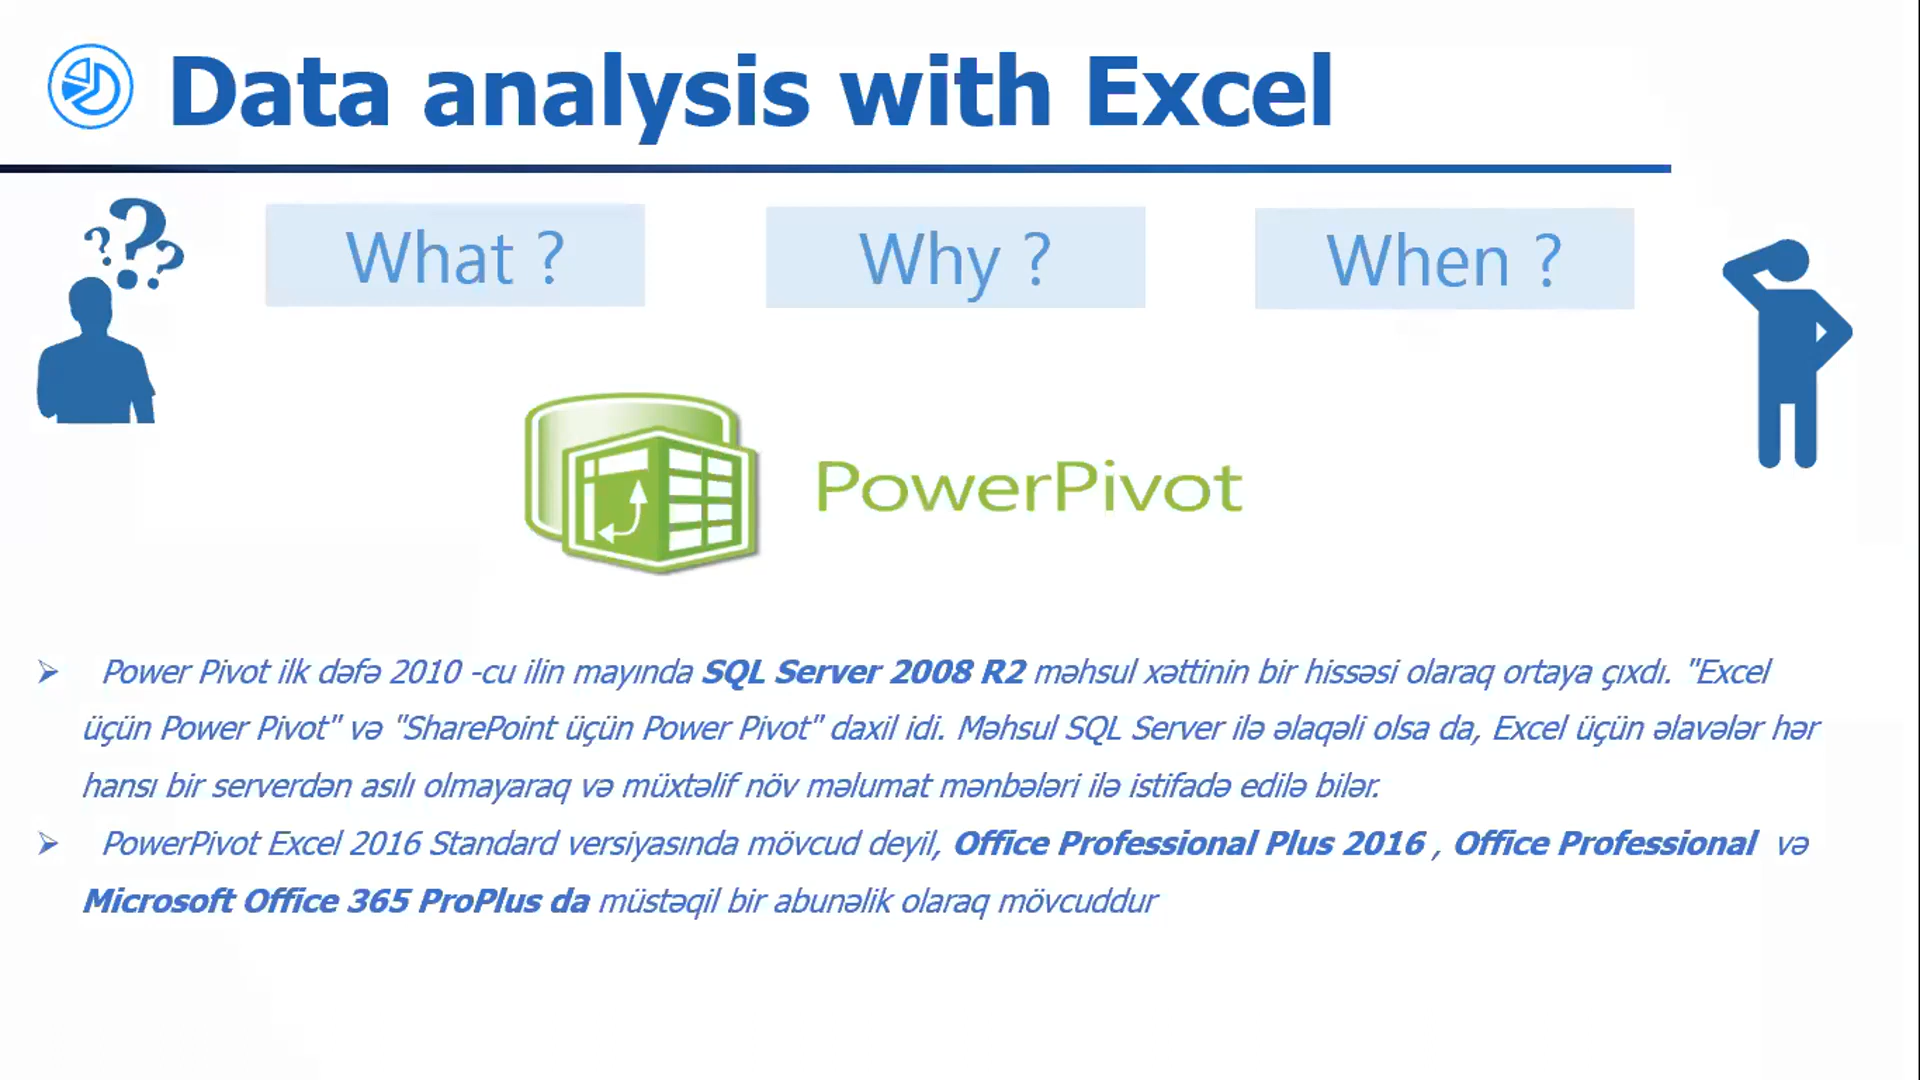 Data analysis with Excel
What ?
Why ?
When ?
PowerPivot
Power Pivot ilk dəfə 2010 -cu ilin mayında SQL Server 2008 R2 məhsul xəttinin bir hissəsi olaraq ortaya çıxdı. "Excel
üçün Power Pivot" və "SharePoint üçün Power Pivot" daxil idi. Məhsul SQL Server ilə əlaqəli olsa da, Excel üçün əlavələr hər
hansı bir serverdən asılı olmayaraq və müxtəlif növ məlumat mənbələri ilə istifadə edilə bilər.
PowerPivot Excel 2016 Standard versiyasında mövcud deyil, Office Professional Plus 2016 , Office Professional və
Microsoft Office 365 ProPlus da müstəqil bir abunəlik olaraq mövcuddur